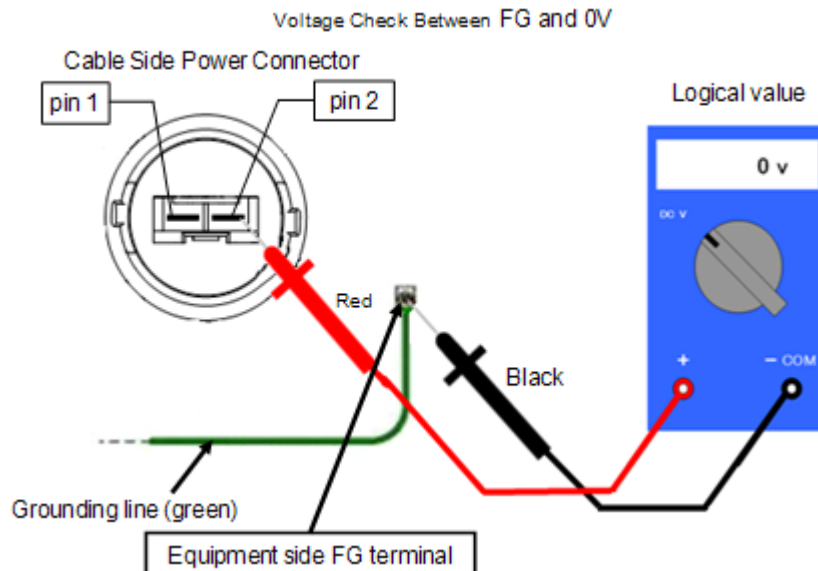 Voltage Check Between FG and 0V
Cable Side Power Connector
pin 1
pin 2
Logical value
0 v
DC V
Red
+
− COM
Black
Grounding line (green)
Equipment side FG terminal